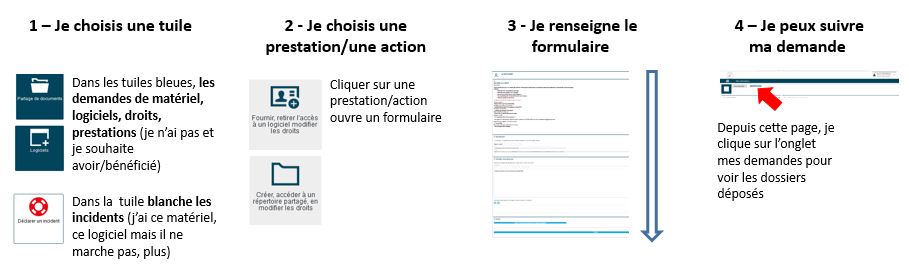 1 – Je choisis une tuile
Partage de documents
Logiciels
Dans les tuiles bleues, les
demandes de matériel,
logiciels, droits,
prestations (je n’ai pas et
je souhaite
avoir/bénéficié)
Déclarer un incident
Dans la tuile blanche les
incidents (j’ai ce matériel,
ce logiciel mais il ne
marche pas, plus)
2 - Je choisis une
prestation/une action
Fournir, retirer l'accès
à un logiciel modifier
les droits
Créer, accéder à un
répertoire partagé, en
modifier les droits
Cliquer sur une
prestation/action
ouvre un formulaire
3 - Je renseigne le
formulaire
4 – Je peux suivre
ma demande
Depuis cette page, je
clique sur l’onglet
mes demandes pour
voir les dossiers
déposés